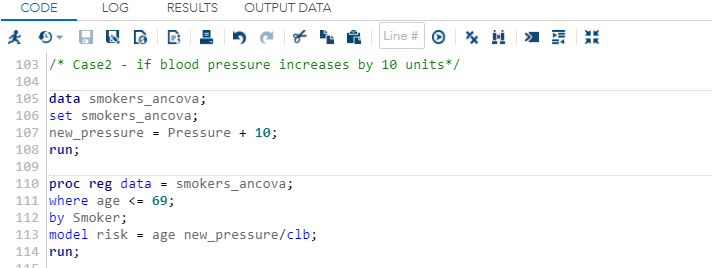 CODE LOG RESULTS OUTPUT DATA
Line #
103 /* Case2 - if blood pressure increases by 10 units*/
104
105 data smokers_ancova;
106 set smokers_ancova;
107 new_pressure = Pressure + 10;
108 run;
109
110 proc reg data = smokers_ancova;
111 where age <= 69;
112 by Smoker;
113 model risk = age new_pressure/clb;
114 run;